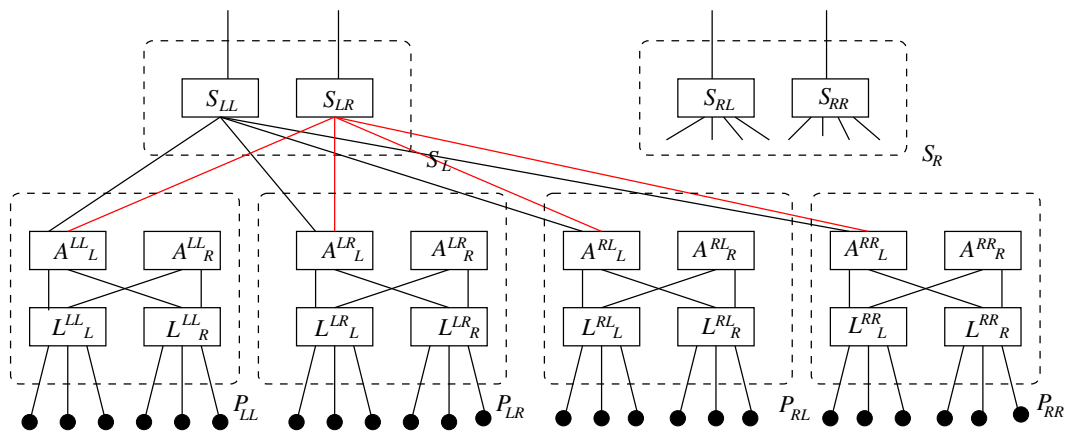 S_LL S_LR S_RL S_RR
S_L S_R
A^LL_L A^LL_R A^LR_L A^LR_R A^RL_L A^RL_R A^RR_L A^RR_R
L^LL_L L^LL_R L^LR_L L^LR_R L^RL_L L^RL_R L^RR_L L^RR_R
P_LL P_LR P_RL P_RR